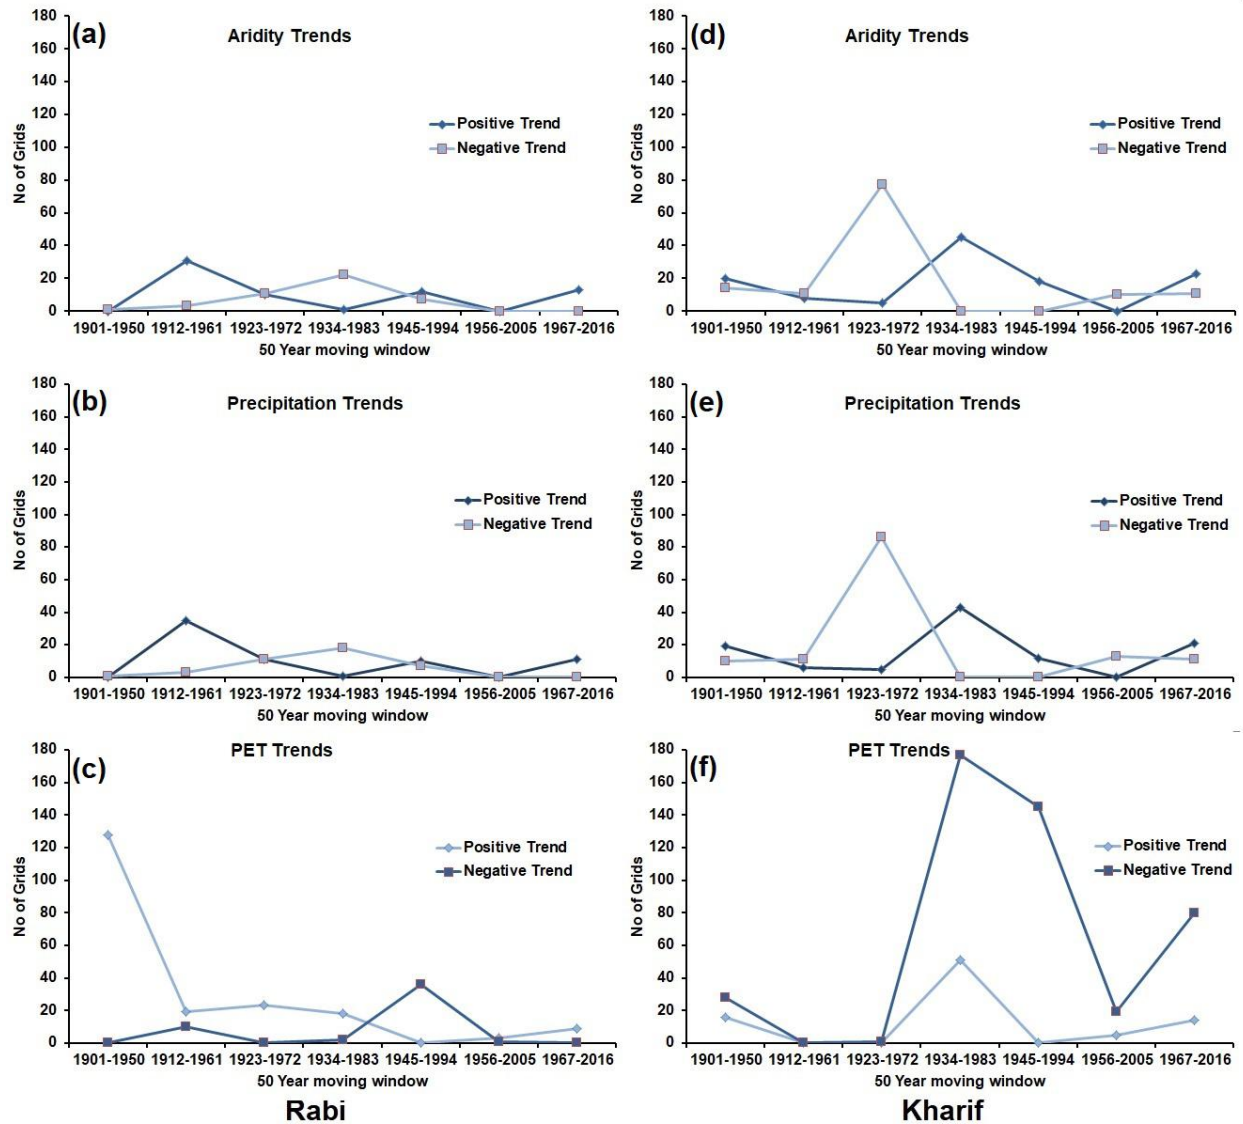 (a)
Aridity Trends
180
160
140
120
100
80
60
40
20
0
No of Grids
Positive Trend
Negative Trend
1901-1950 1912-1961 1923-1972 1934-1983 1945-1994 1956-2005 1967-2016
50 Year moving window
(d)
Aridity Trends
180
160
140
120
100
80
60
40
20
0
No of Grids
Positive Trend
Negative Trend
1901-1950 1912-1961 1923-1972 1934-1983 1945-1994 1956-2005 1967-2016
50 Year moving window
(b)
Precipitation Trends
180
160
140
120
100
80
60
40
20
0
No of Grids
Positive Trend
Negative Trend
1901-1950 1912-1961 1923-1972 1934-1983 1945-1994 1956-2005 1967-2016
50 Year moving window
(e)
Precipitation Trends
180
160
140
120
100
80
60
40
20
0
No of Grids
Positive Trend
Negative Trend
1901-1950 1912-1961 1923-1972 1934-1983 1945-1994 1956-2005 1967-2016
50 Year moving window
(c)
PET Trends
180
160
140
120
100
80
60
40
20
0
No of Grids
Positive Trend
Negative Trend
1901-1950 1912-1961 1923-1972 1934-1983 1945-1994 1956-2005 1967-2016
50 Year moving window
Rabi
(f)
PET Trends
180
160
140
120
100
80
60
40
20
0
No of Grids
Positive Trend
Negative Trend
1901-1950 1912-1961 1923-1972 1934-1983 1945-1994 1956-2005 1967-2016
50 Year moving window
Kharif